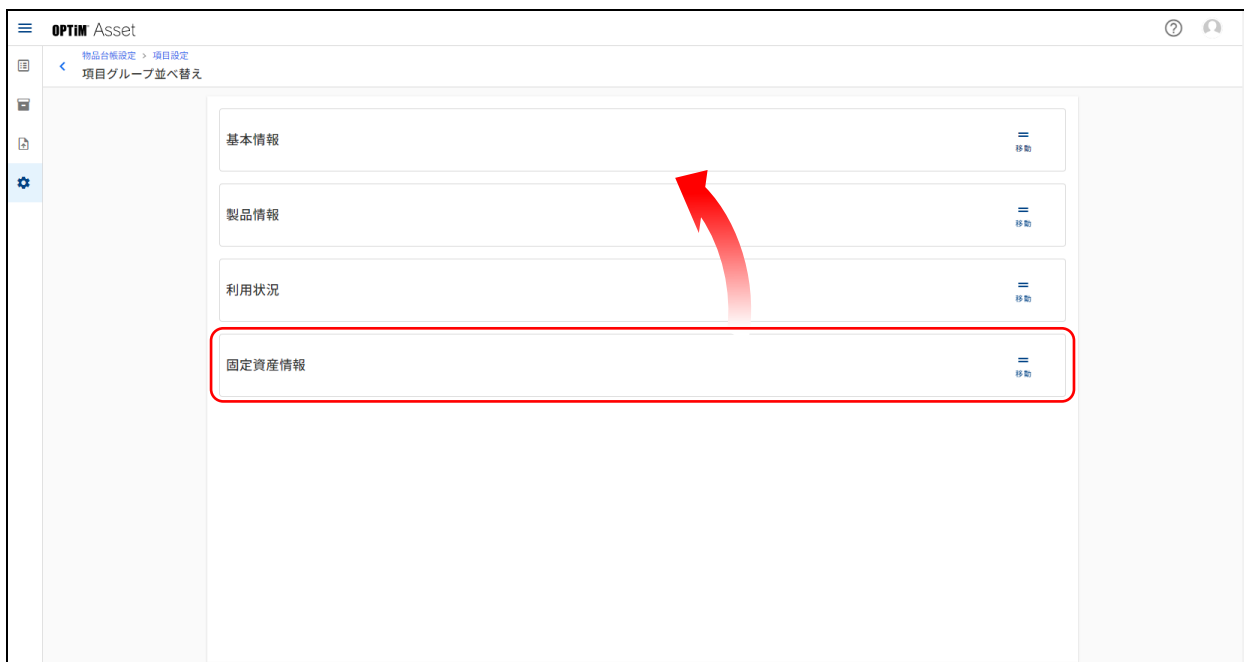 OPTiM Asset
物品台帳設定 > 項目設定
項目グループ並べ替え
基本情報
移動
製品情報
移動
利用状況
移動
固定資産情報
移動